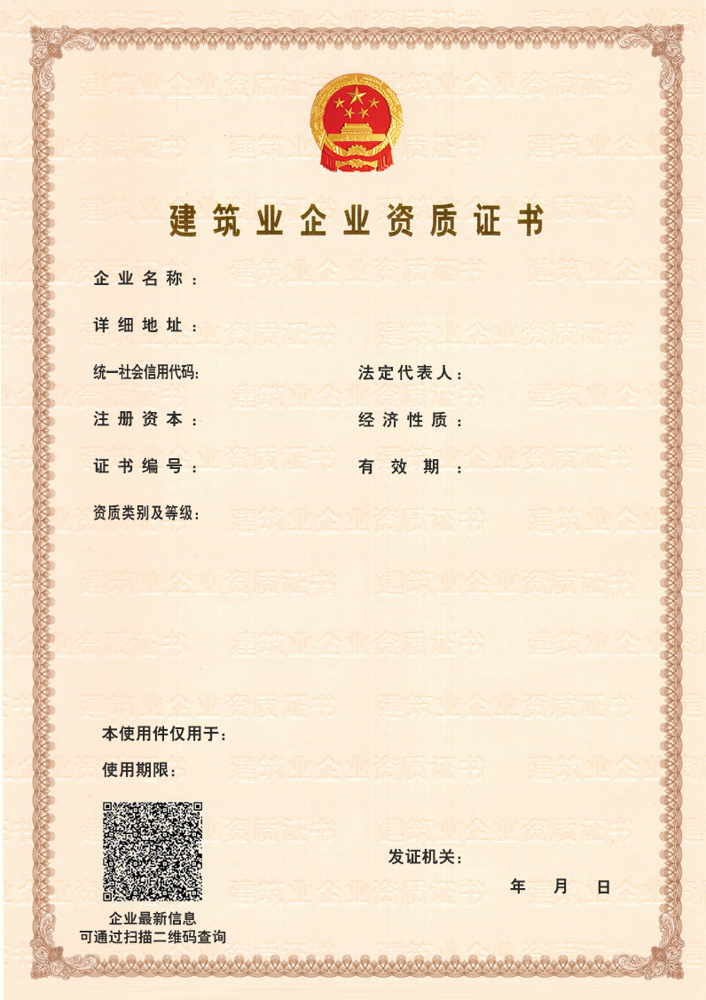 建筑业企业资质证书
企业名称：
详细地址：
统一社会信用代码： 法定代表人：
注册资本： 经济性质：
证书编号： 有效期：
资质类别及等级：
本使用件仅用于：
使用期限：
发证机关：
年 月 日
企业最新信息
可通过扫描二维码查询